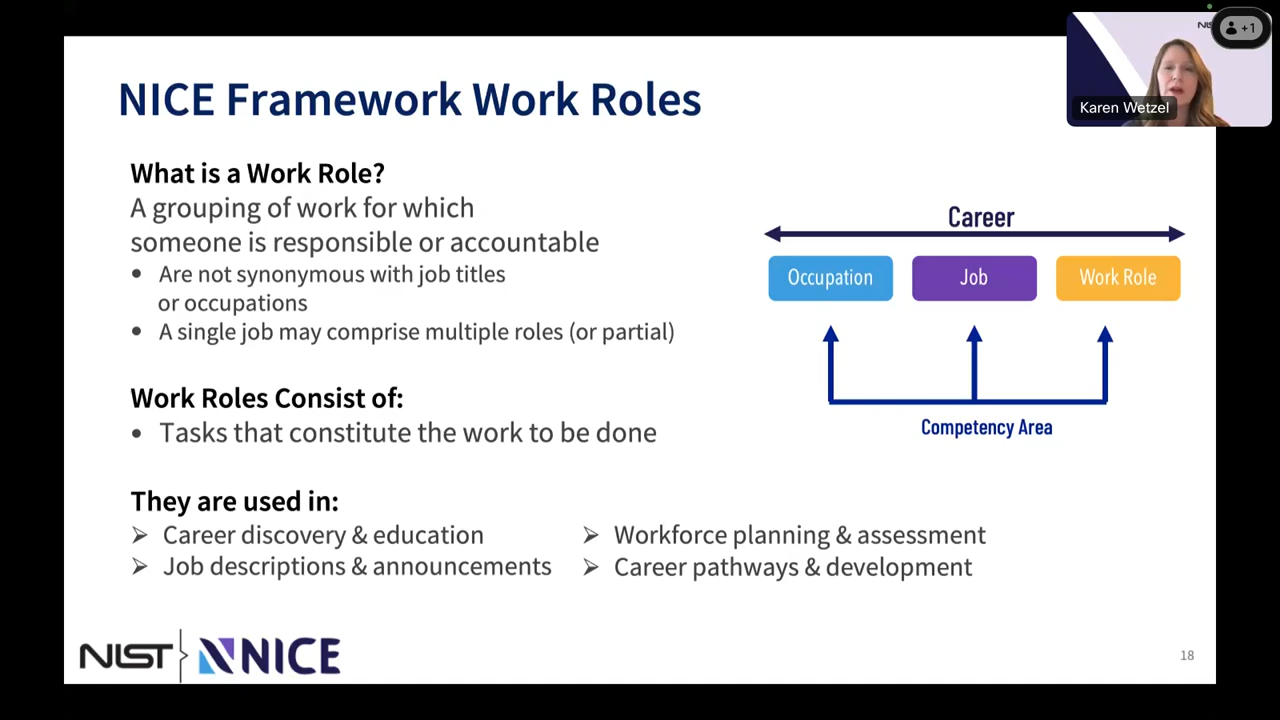 NICE Framework Work Roles
What is a Work Role?
A grouping of work for which
someone is responsible or accountable
• Are not synonymous with job titles
or occupations
• A single job may comprise multiple roles (or partial)
Work Roles Consist of:
• Tasks that constitute the work to be done
They are used in:
➢ Career discovery & education
➢ Job descriptions & announcements
➢ Workforce planning & assessment
➢ Career pathways & development
Career
Occupation
Job
Work Role
Competency Area
NIST
NICE
18
+1
Karen Wetzel